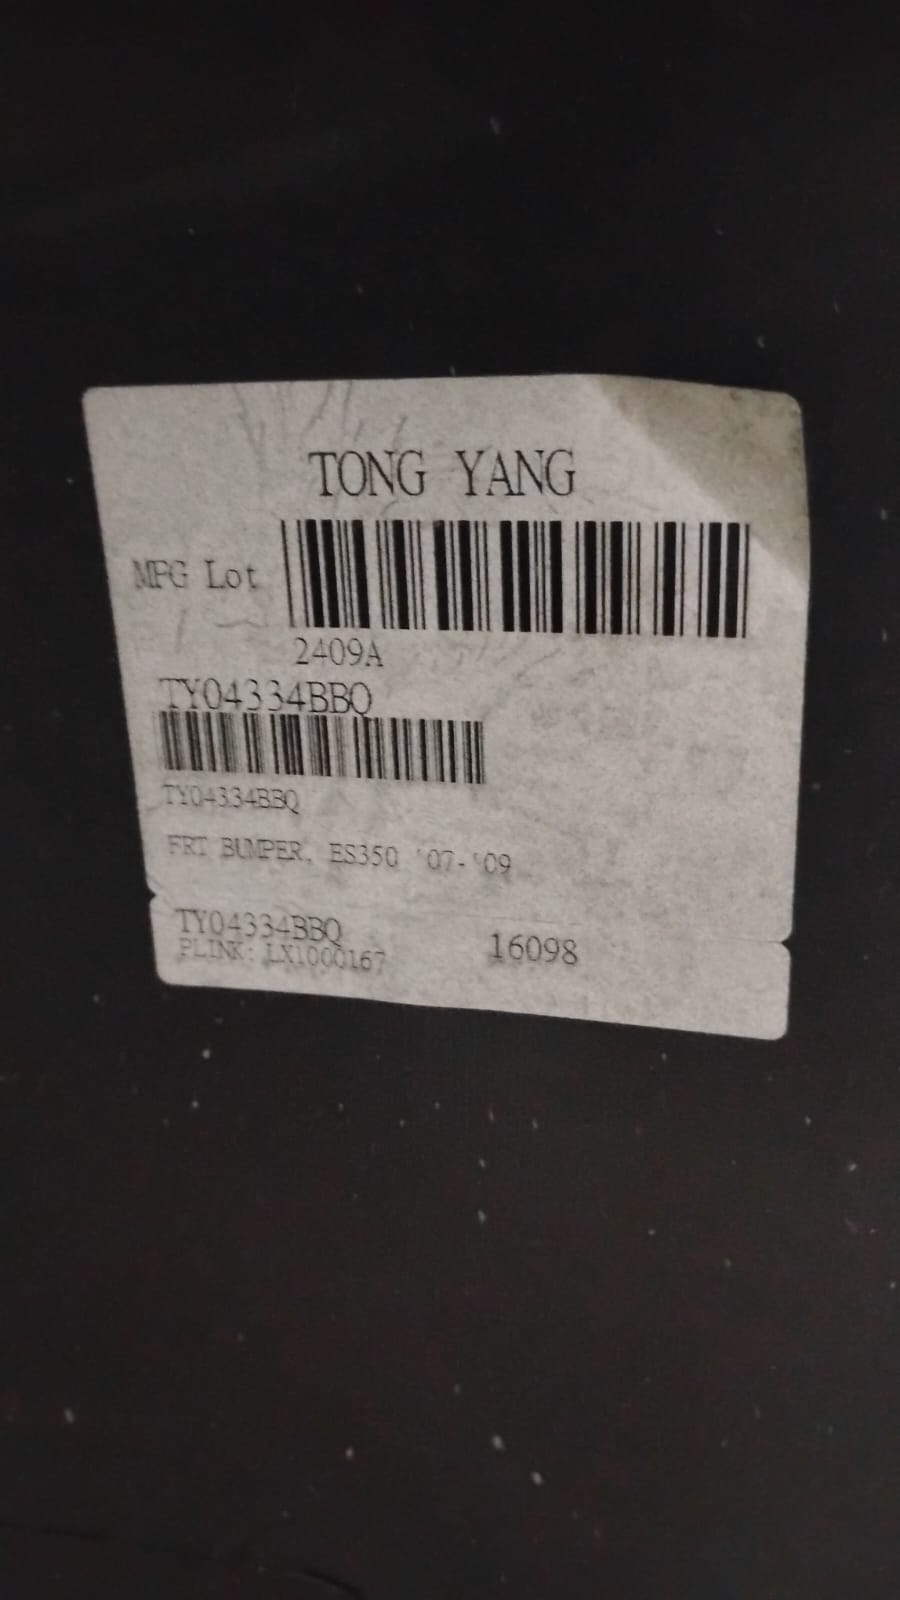 TONG YANG
MFG Lot
2409A
TY04334BBQ
TY04334BBQ
FRT BUMPER, ES350 '07-'09
TY04334BBQ 16098
PLINK: LX1000167